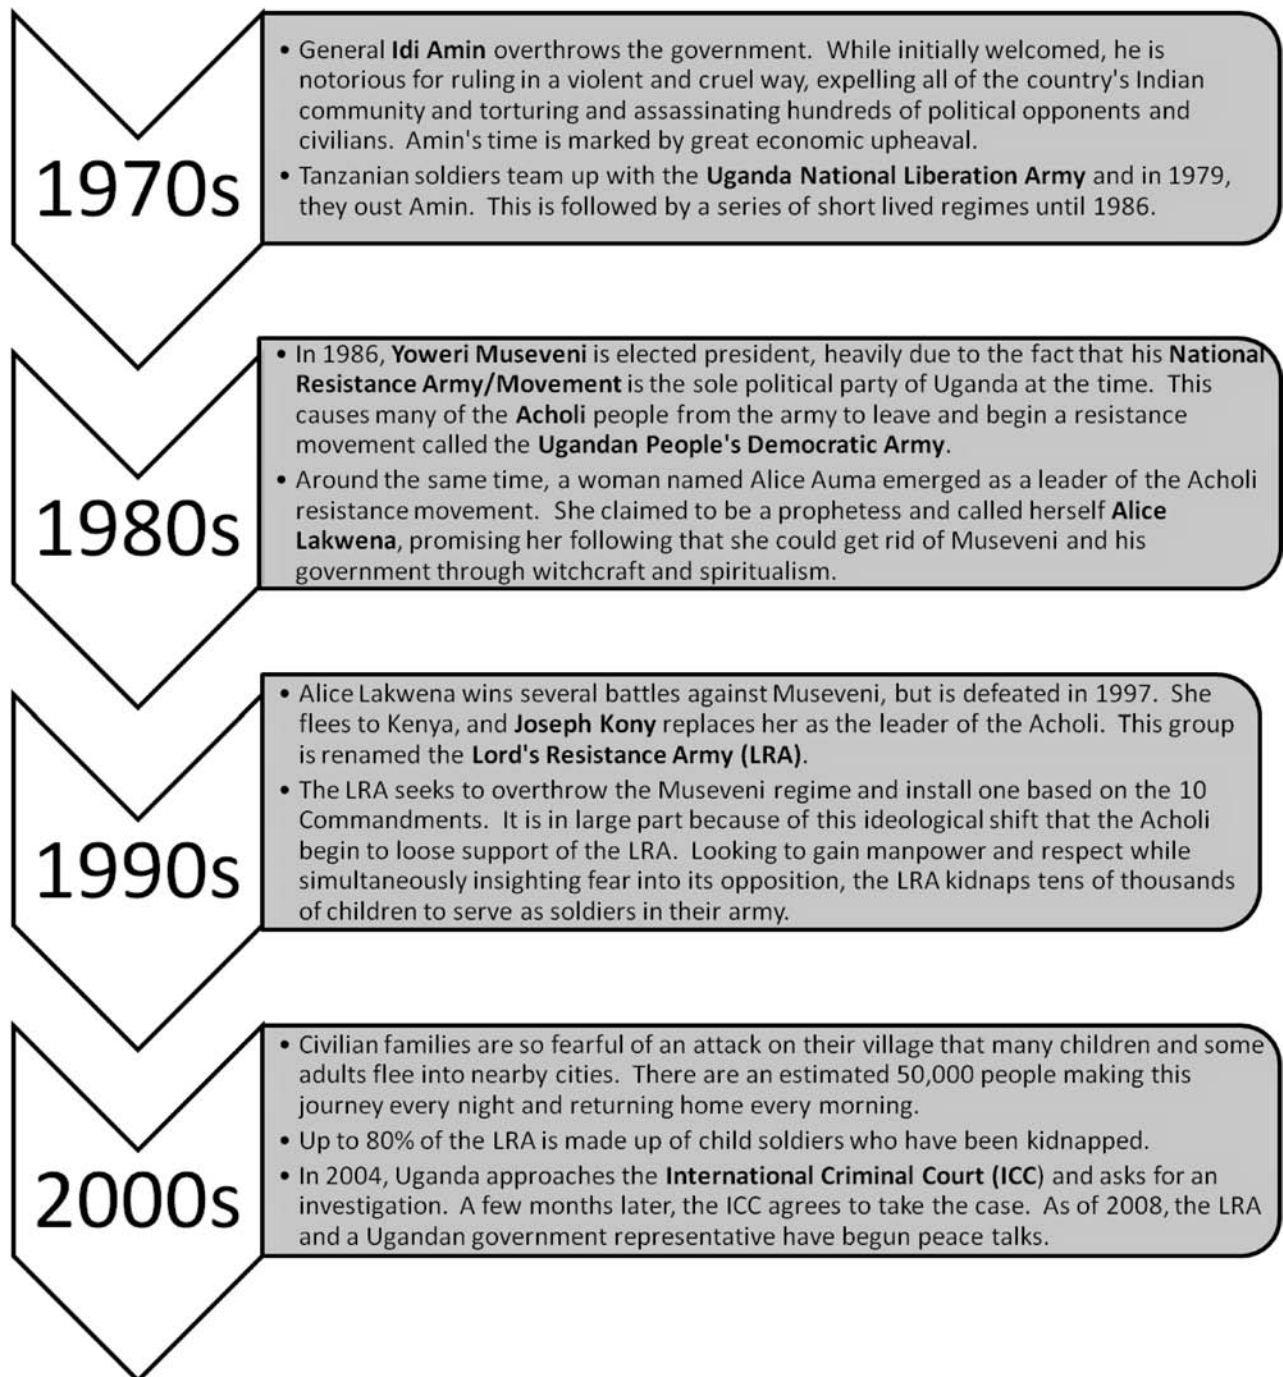 1970s
• General Idi Amin overthrows the government. While initially welcomed, he is
notorious for ruling in a violent and cruel way, expelling all of the country's Indian
community and torturing and assassinating hundreds of political opponents and
civilians. Amin's time is marked by great economic upheaval.
• Tanzanian soldiers team up with the Uganda National Liberation Army and in 1979,
they oust Amin. This is followed by a series of short lived regimes until 1986.
1980s
• In 1986, Yoweri Museveni is elected president, heavily due to the fact that his National
Resistance Army/Movement is the sole political party of Uganda at the time. This
causes many of the Acholi people from the army to leave and begin a resistance
movement called the Ugandan People's Democratic Army.
• Around the same time, a woman named Alice Auma emerged as a leader of the Acholi
resistance movement. She claimed to be a prophetess and called herself Alice
Lakwena, promising her following that she could get rid of Museveni and his
government through witchcraft and spiritualism.
1990s
• Alice Lakwena wins several battles against Museveni, but is defeated in 1997. She
flees to Kenya, and Joseph Kony replaces her as the leader of the Acholi. This group
is renamed the Lord's Resistance Army (LRA).
• The LRA seeks to overthrow the Museveni regime and install one based on the 10
Commandments. It is in large part because of this ideological shift that the Acholi
begin to loose support of the LRA. Looking to gain manpower and respect while
simultaneously insighting fear into its opposition, the LRA kidnaps tens of thousands
of children to serve as soldiers in their army.
2000s
• Civilian families are so fearful of an attack on their village that many children and some
adults flee into nearby cities. There are an estimated 50,000 people making this
journey every night and returning home every morning.
• Up to 80% of the LRA is made up of child soldiers who have been kidnapped.
• In 2004, Uganda approaches the International Criminal Court (ICC) and asks for an
investigation. A few months later, the ICC agrees to take the case. As of 2008, the LRA
and a Ugandan government representative have begun peace talks.